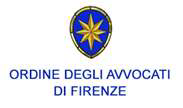 ORDINE DEGLI AVVOCATI
DI FIRENZE